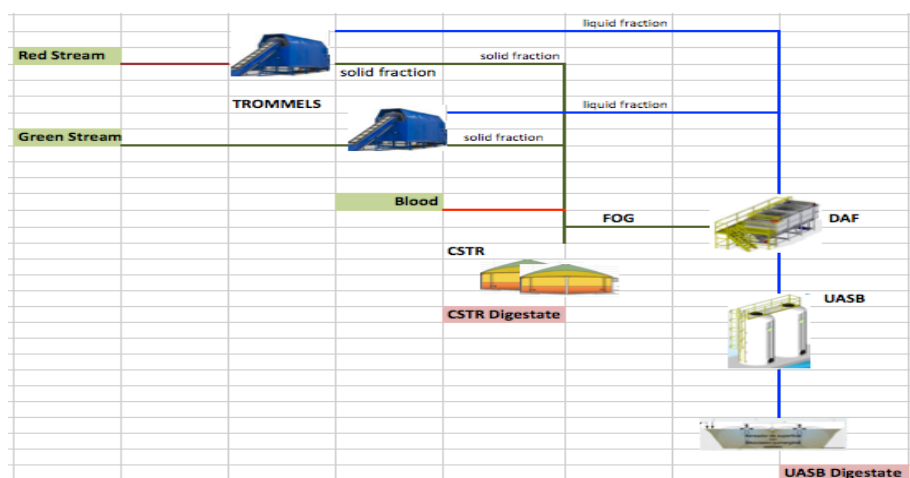 liquid fraction
Red Stream
solid fraction
solid fraction
TROMMELS
liquid fraction
Green Stream
solid fraction
Blood
FOG
DAF
CSTR
UASB
CSTR Digestate
UASB Digestate